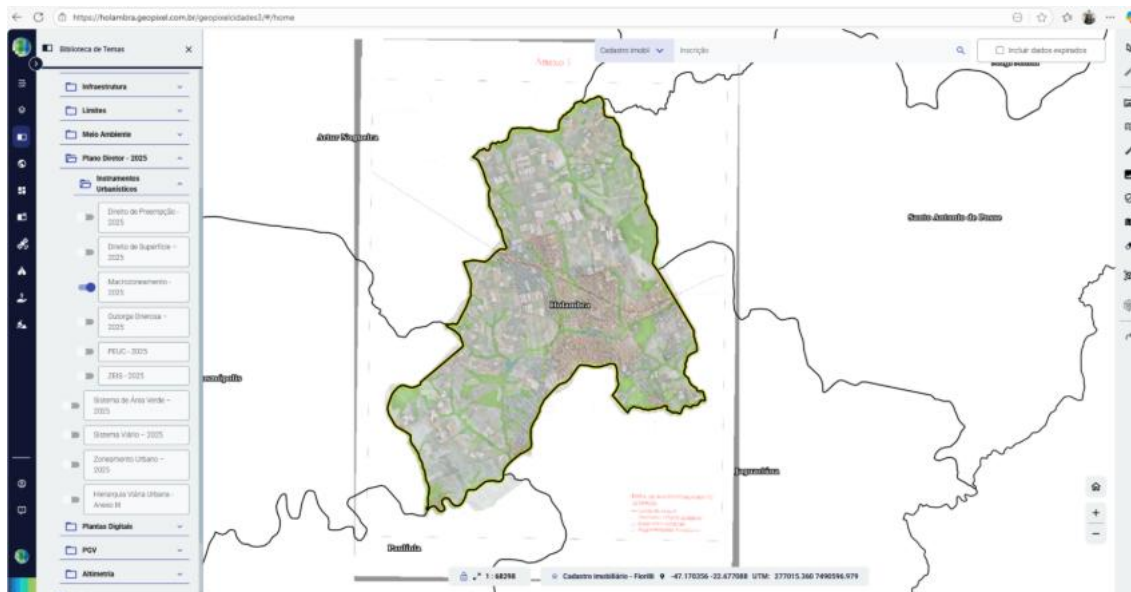 https://holambra.geopixel.com.br/geopixelcidades3/#/home
Biblioteca de Temas
Infraestrutura
Limites
Meio Ambiente
Plano Diretor - 2025
Instrumentos
Urbanísticos
Direito de Preempção -
2025
Direito de Superfície –
2025
Macrozoneamento -
2025
Outorga Onerosa -
2025
PEUC - 2025
ZEIS - 2025
Sistema de Área Verde –
2025
Sistema Viário – 2025
Zoneamento Urbano –
2025
Hierarquia Viária Urbana -
Anexo III
Plantas Digitais
PGV
Altimetria
Cadastro Imobil
Inscrição
Incluir dados expirados
Artur Nogueira
Santo Antonio de Posse
Holambra
Jaguariúna
Paulínia
1 : 68298
Cadastro Imobiliário - Fiorilli
-47.170356 -22.677088 UTM: 277015.360 7490596.979